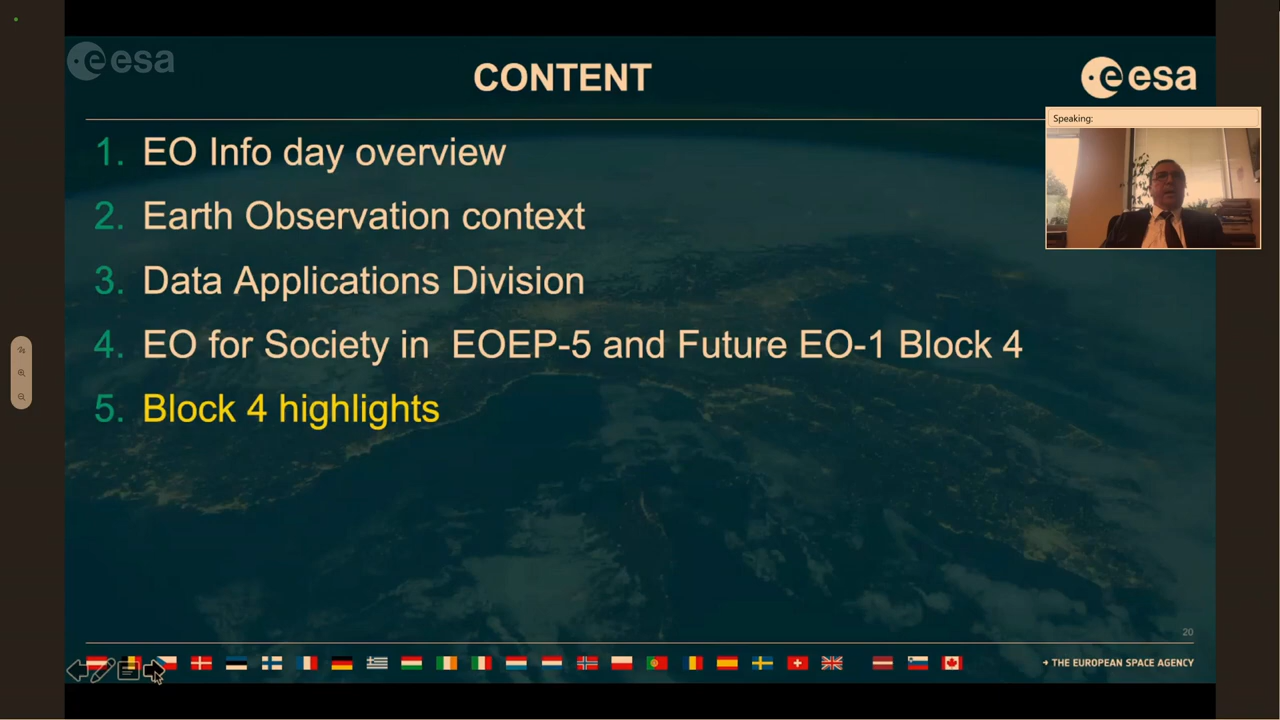 esa
CONTENT
esa
Speaking:
1. EO Info day overview
2. Earth Observation context
3. Data Applications Division
4. EO for Society in EOEP-5 and Future EO-1 Block 4
5. Block 4 highlights
20
→ THE EUROPEAN SPACE AGENCY